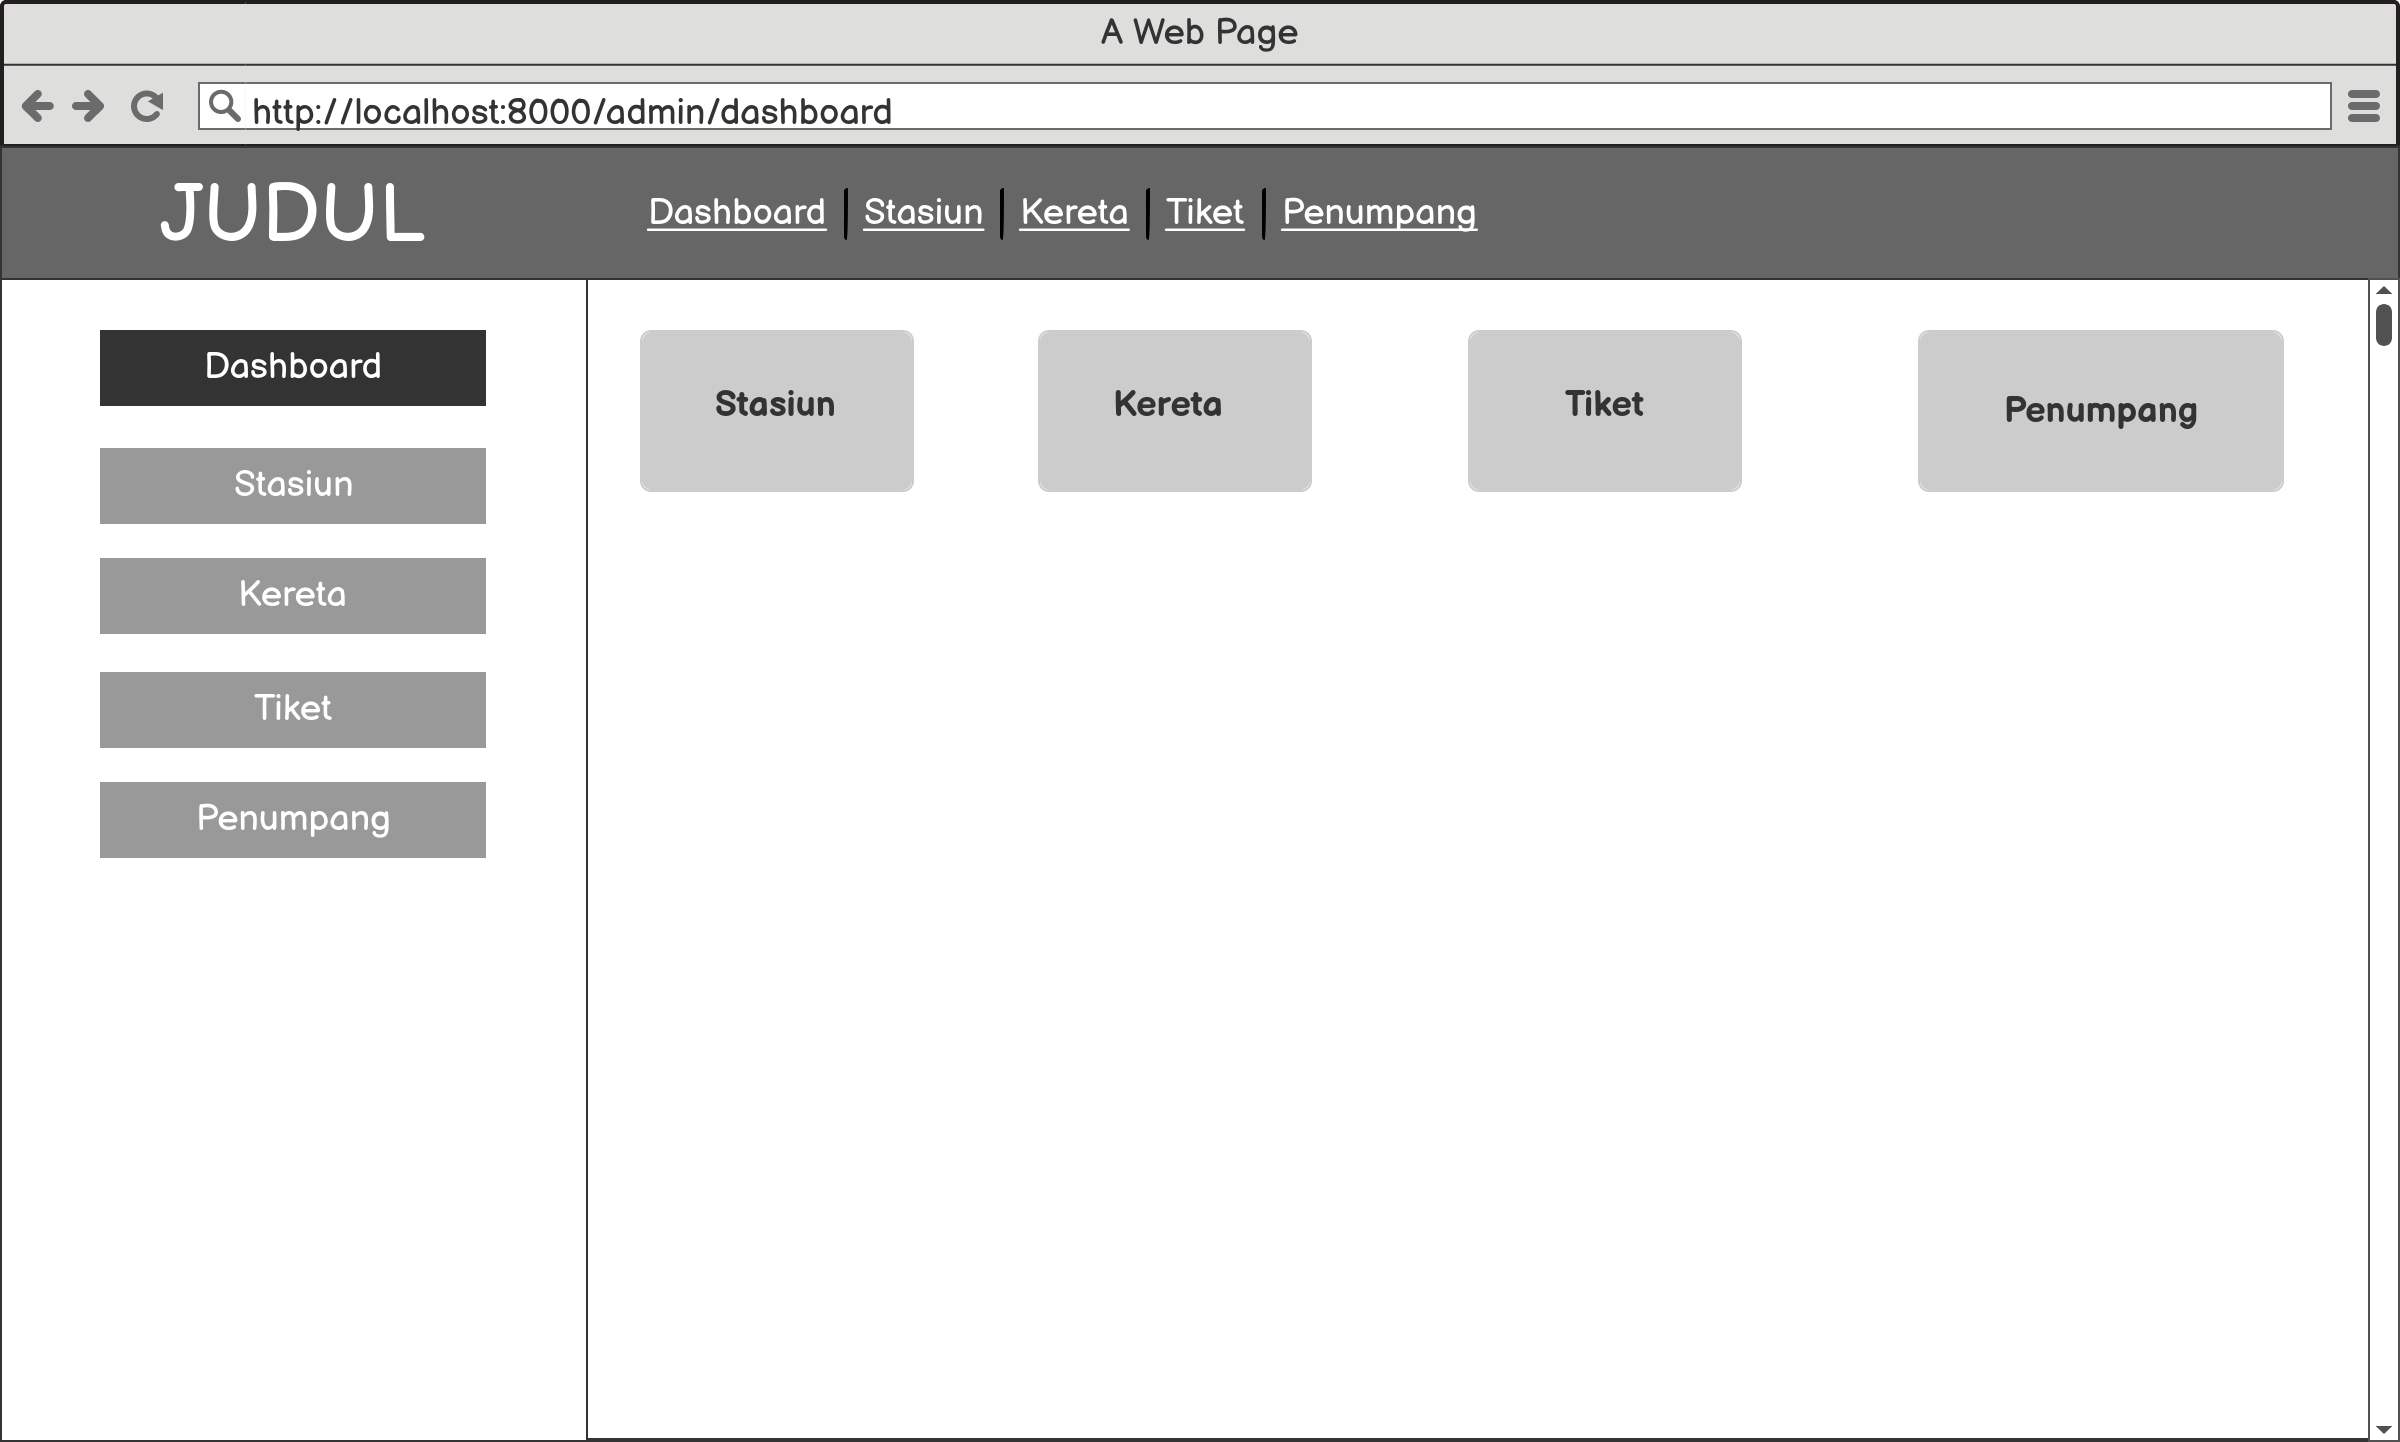 A Web Page
http://localhost:8000/admin/dashboard
JUDUL
Dashboard Stasiun Kereta Tiket Penumpang
Dashboard
Stasiun
Kereta
Tiket
Penumpang
Stasiun
Kereta
Tiket
Penumpang